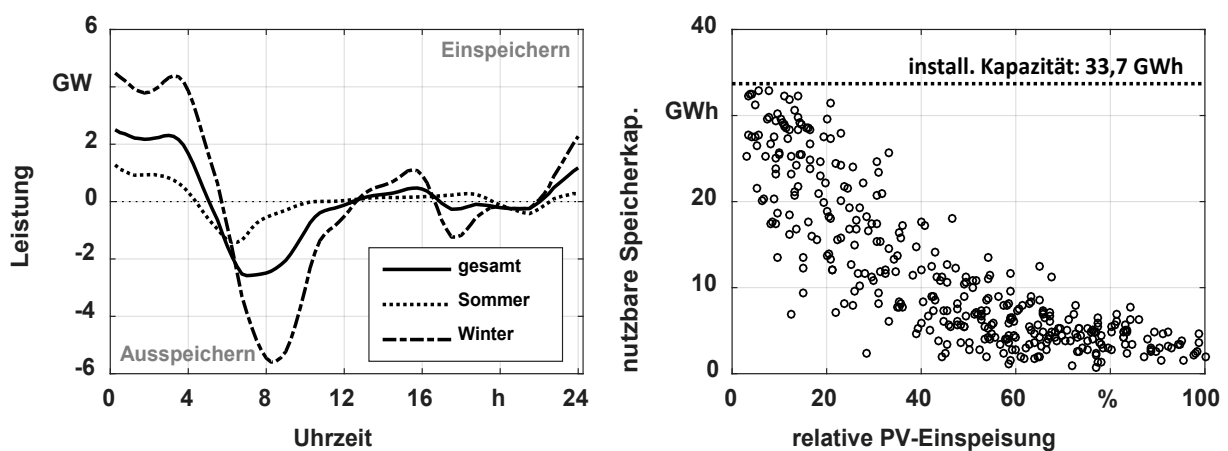 6
GW
2
0
-2
-4
-6
Leistung
Einspeichern
Ausspeichern
gesamt
Sommer
Winter
0 4 8 12 16 h 24
Uhrzeit
40
GWh
20
10
0
nutzbare Speicherkap.
install. Kapazität: 33,7 GWh
0 20 40 60 % 100
relative PV-Einspeisung